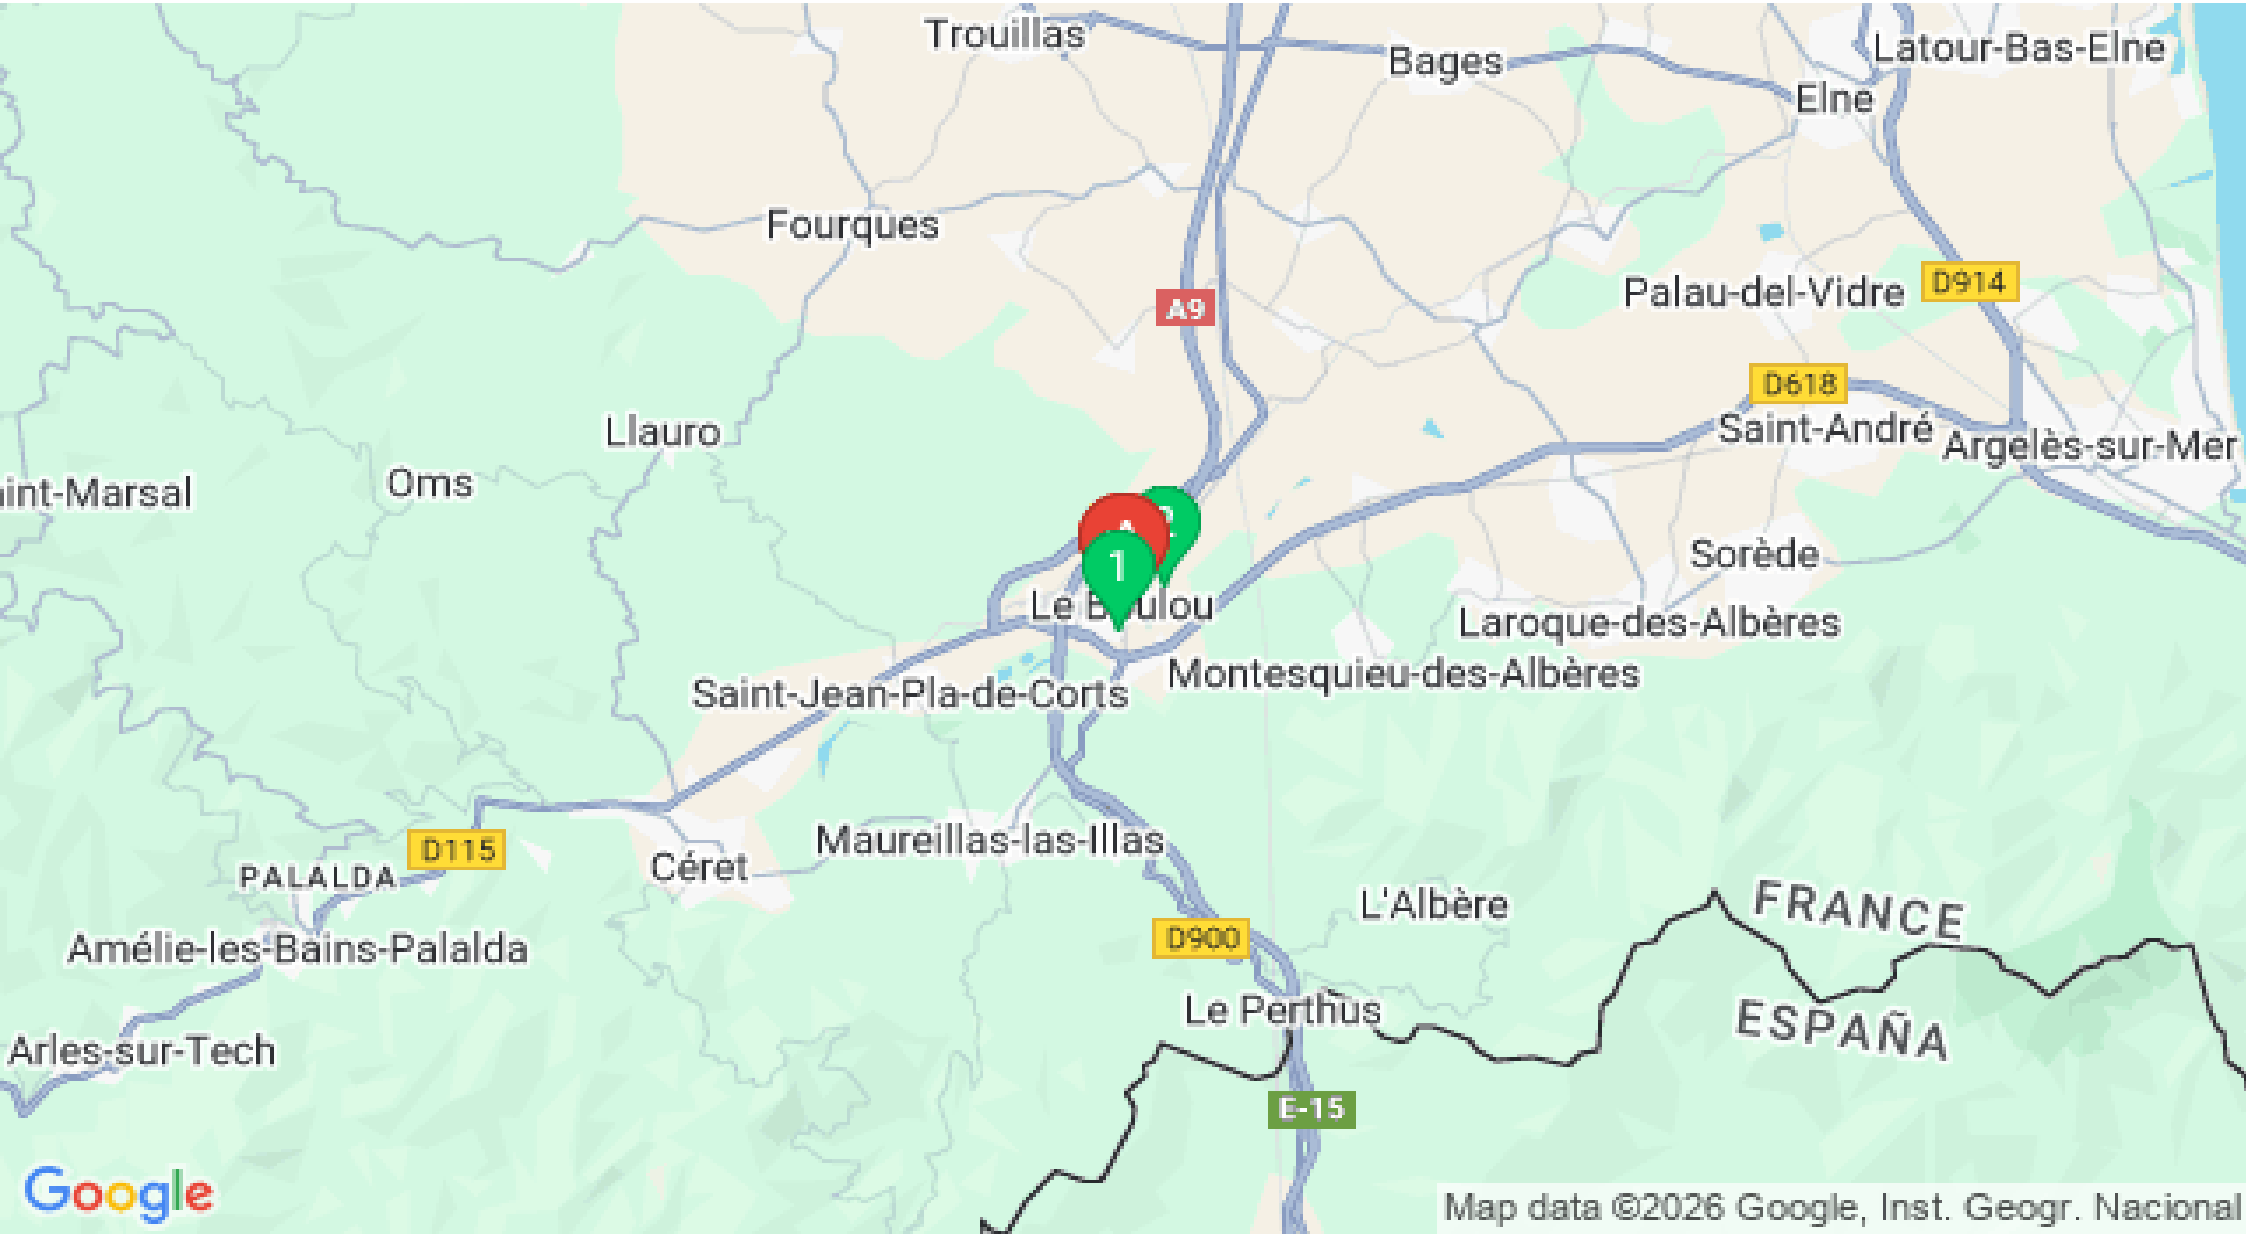 Trouillas
Bages
Latour-Bas-Elne
Elne
Fourques
Palau-del-Vidre
D914
A9
D618
Saint-André
Argelès-sur-Mer
Llauro
Oms
int-Marsal
A
2
1
Sorède
Le Boulou
Laroque-des-Albères
Montesquieu-des-Albères
Saint-Jean-Pla-de-Corts
Maureillas-las-Illas
D115
Céret
PALALDA
L'Albère
FRANCE
D900
Amélie-les-Bains-Palalda
Le Perthus
ESPAÑA
Arles-sur-Tech
E-15
Google
Map data ©2026 Google, Inst. Geogr. Nacional